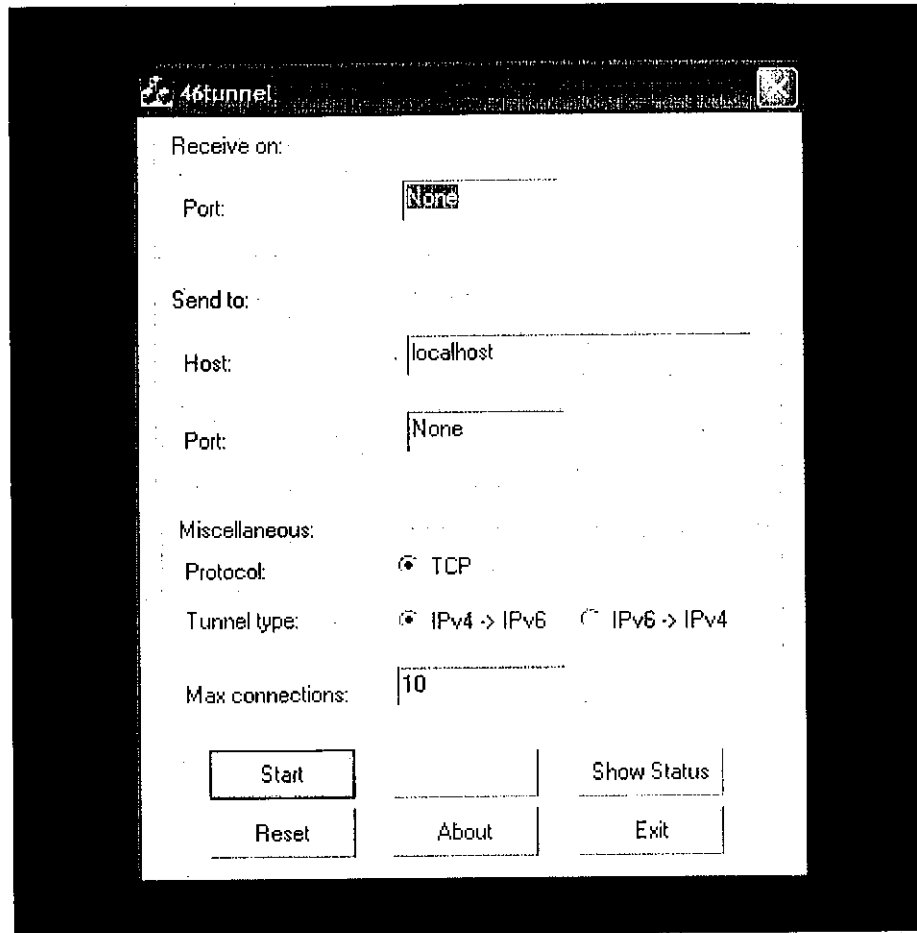 46tunnel
Receive on:
Port: None
Send to:
Host: localhost
Port: None
Miscellaneous:
Protocol: TCP
Tunnel type: IPv4 -> IPv6 IPv6 -> IPv4
Max connections: 10
Start Show Status
Reset About Exit